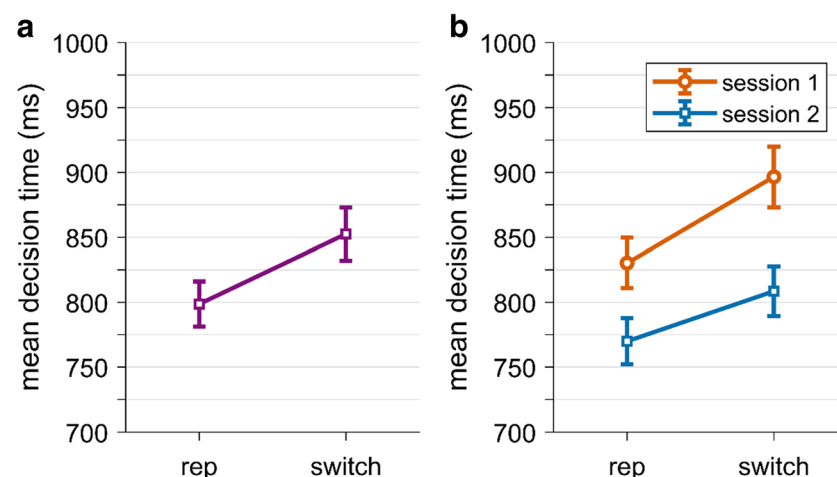 a
mean decision time (ms)
1000
950
900
850
800
750
700
rep switch
b
mean decision time (ms)
1000
950
900
850
800
750
700
session 1
session 2
rep switch